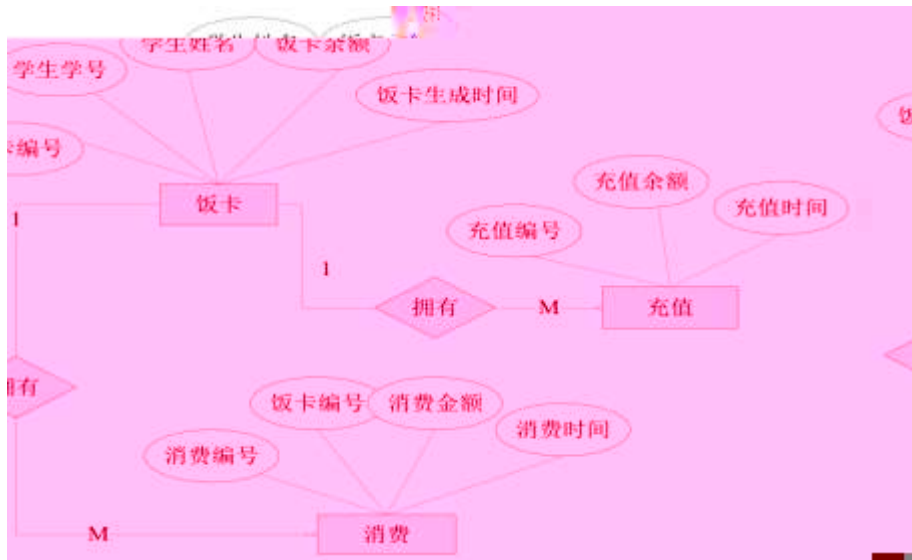 学生姓名
饭卡余额
学生学号
饭卡生成时间
卡编号
饭卡
充值余额
充值时间
充值编号
1
1
拥有
M
充值
拥有
饭卡编号
消费金额
消费时间
消费编号
M
消费